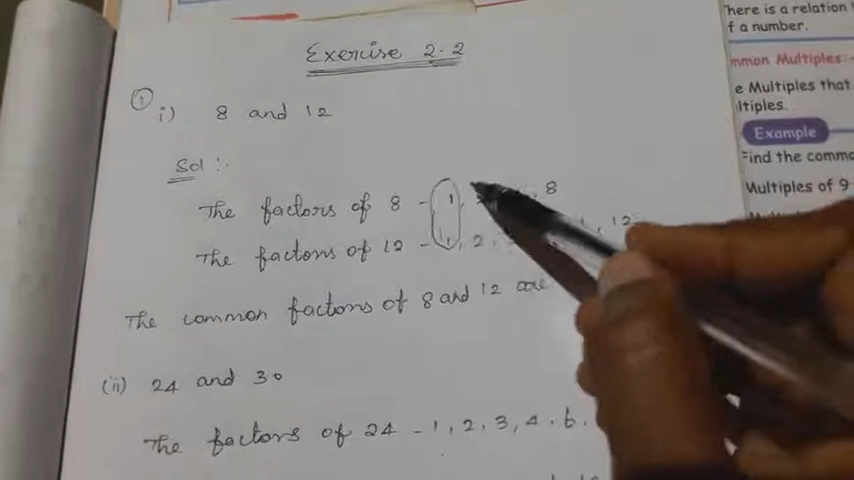 Exercise 2.2
① i) 8 and 12
Sol :-
The factors of 8 - 1, 8
The factors of 12 - 1, 2, 12
The common factors of 8 and 12 are
(ii) 24 and 30
The factors of 24 - 1, 2, 3, 4, 6,
here is a relation
f a number.
mmon Multiples:-
e Multiples that
ltiples.
Example
Find the commo
Multiples of 9